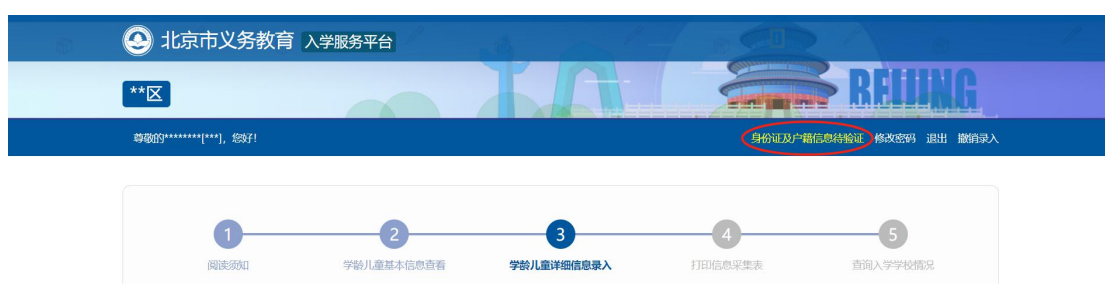 北京市义务教育 入学服务平台
**区
BEIJING
尊敬的********[***]，您好！
身份证及户籍信息待验证 修改密码 退出 撤销录入
1 2 3 4 5
阅读须知 学龄儿童基本信息查看 学龄儿童详细信息录入 打印信息采集表 查询入学学校情况